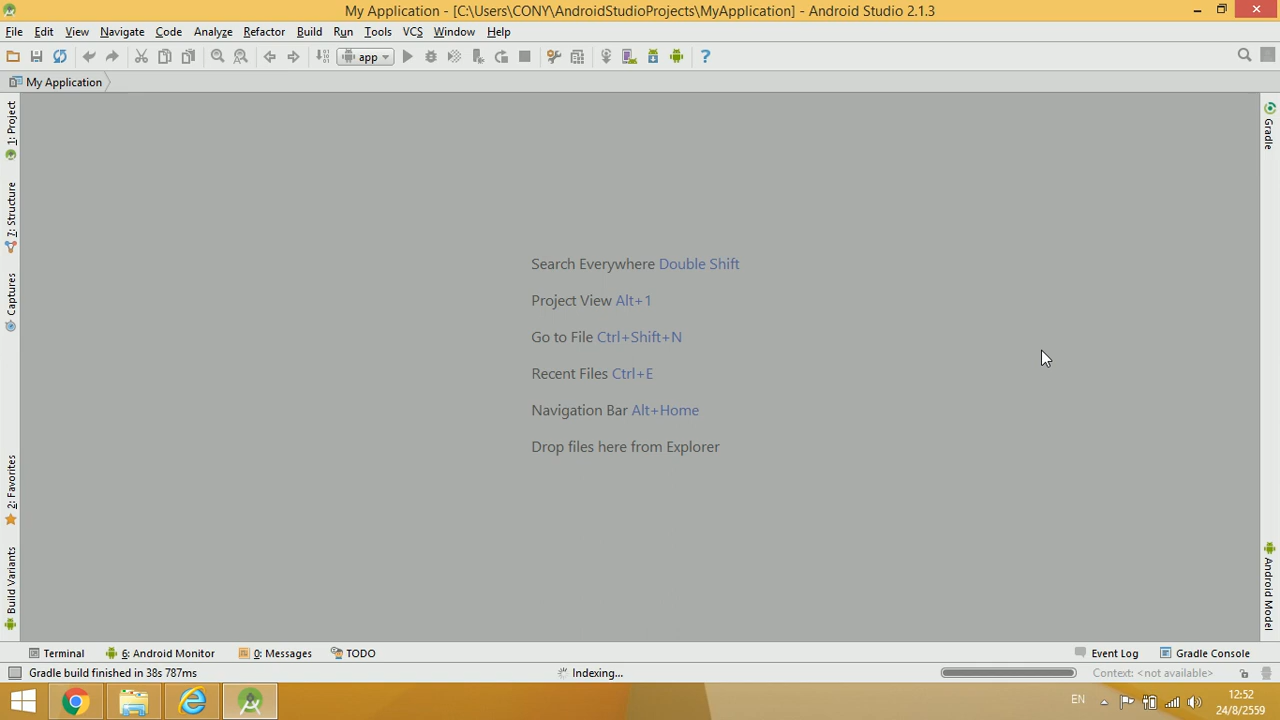 My Application - [C:\Users\CONY\AndroidStudioProjects\MyApplication] - Android Studio 2.1.3
File Edit View Navigate Code Analyze Refactor Build Run Tools VCS Window Help
app
My Application
1: Project
7: Structure
Captures
2: Favorites
Build Variants
Gradle
Android Model
Search Everywhere Double Shift
Project View Alt+1
Go to File Ctrl+Shift+N
Recent Files Ctrl+E
Navigation Bar Alt+Home
Drop files here from Explorer
Terminal 6: Android Monitor 0: Messages TODO Event Log Gradle Console
Gradle build finished in 38s 787ms Indexing... Context: <not available>
EN
12:52
24/8/2559